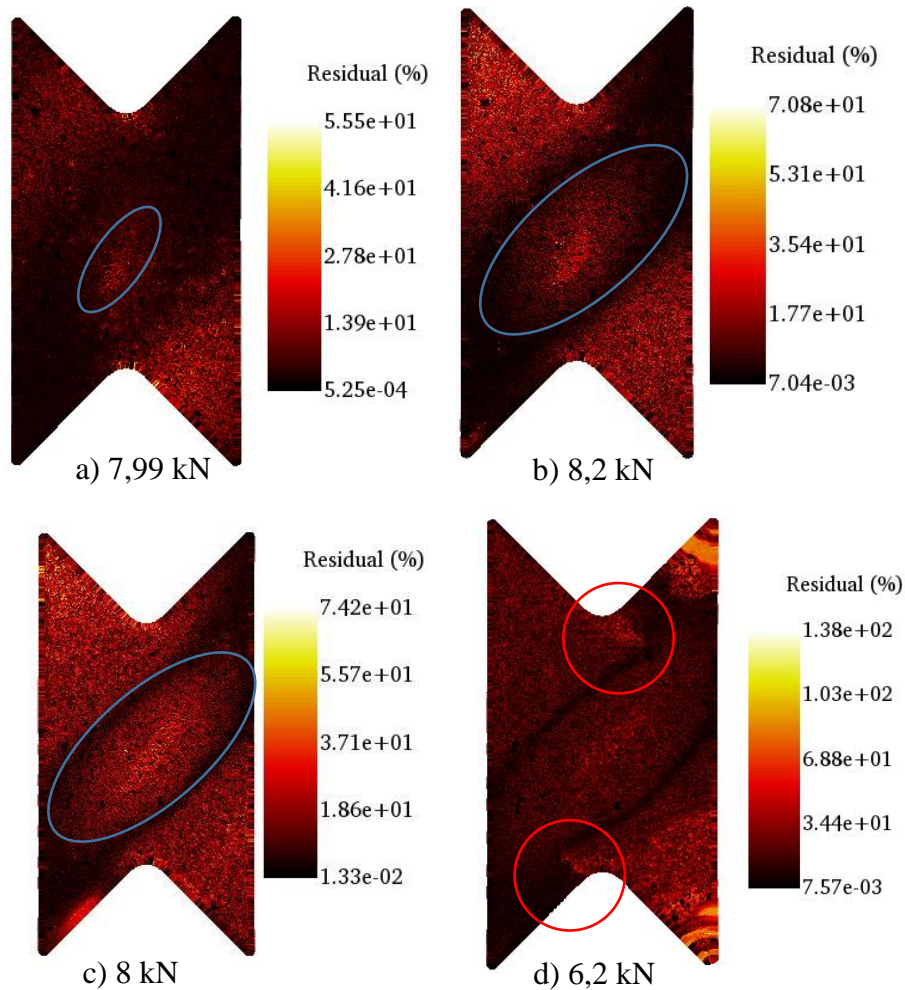 Residual (%)
5.55e+01
4.16e+01
2.78e+01
1.39e+01
5.25e-04
a) 7,99 kN
Residual (%)
7.08e+01
5.31e+01
3.54e+01
1.77e+01
7.04e-03
b) 8,2 kN
Residual (%)
7.42e+01
5.57e+01
3.71e+01
1.86e+01
1.33e-02
c) 8 kN
Residual (%)
1.38e+02
1.03e+02
6.88e+01
3.44e+01
7.57e-03
d) 6,2 kN